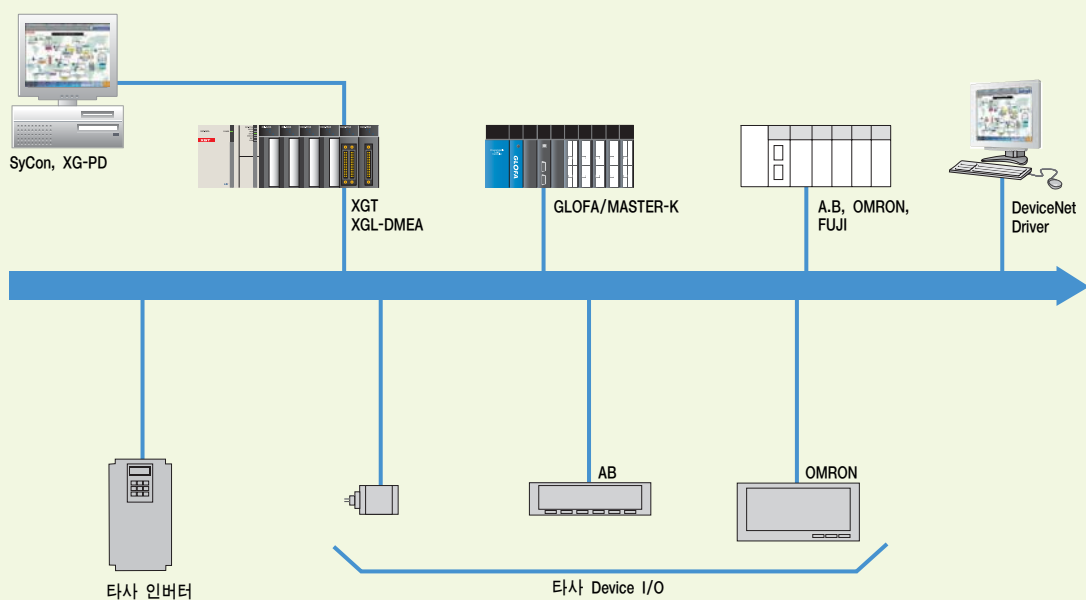 SyCon, XG-PD
XGT
XGL-DMEA
GLOFA
GLOFA/MASTER-K
A.B, OMRON,
FUJI
DeviceNet
Driver
AB
OMRON
타사 인버터
타사 Device I/O